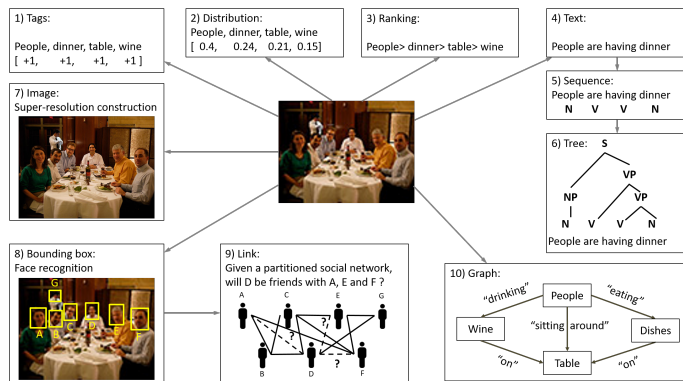 1) Tags:
People, dinner, table, wine
[ +1, +1, +1, +1 ]
2) Distribution:
People, dinner, table, wine
[ 0.4, 0.24, 0.21, 0.15]
3) Ranking:
People> dinner> table> wine
4) Text:
People are having dinner
5) Sequence:
People are having dinner
N V V N
6) Tree:
S
VP
NP VP
N V V N
People are having dinner
7) Image:
Super-resolution construction
8) Bounding box:
Face recognition
G
A B C D E F
9) Link:
Given a partitioned social network,
will D be friends with A, E and F ?
A C E G
?
?
?
B D F
10) Graph:
People
"drinking"
"eating"
Wine
"sitting around"
Dishes
"on"
"on"
Table